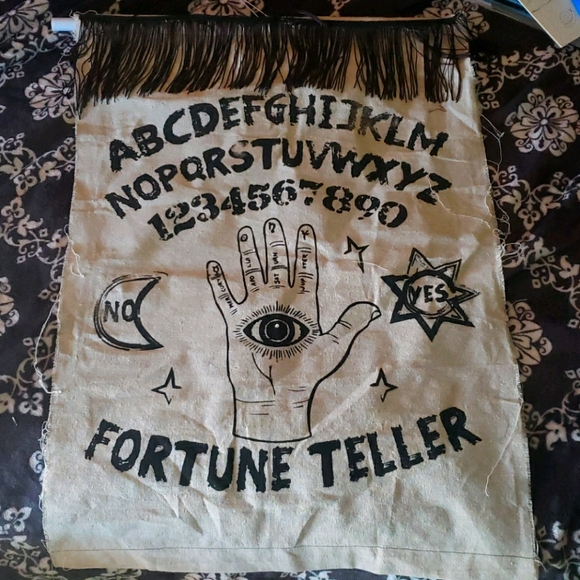 ABCDEFGHIJKLM
NOPQRSTUVWXYZ
1234567890
NO
YES
FORTUNE TELLER